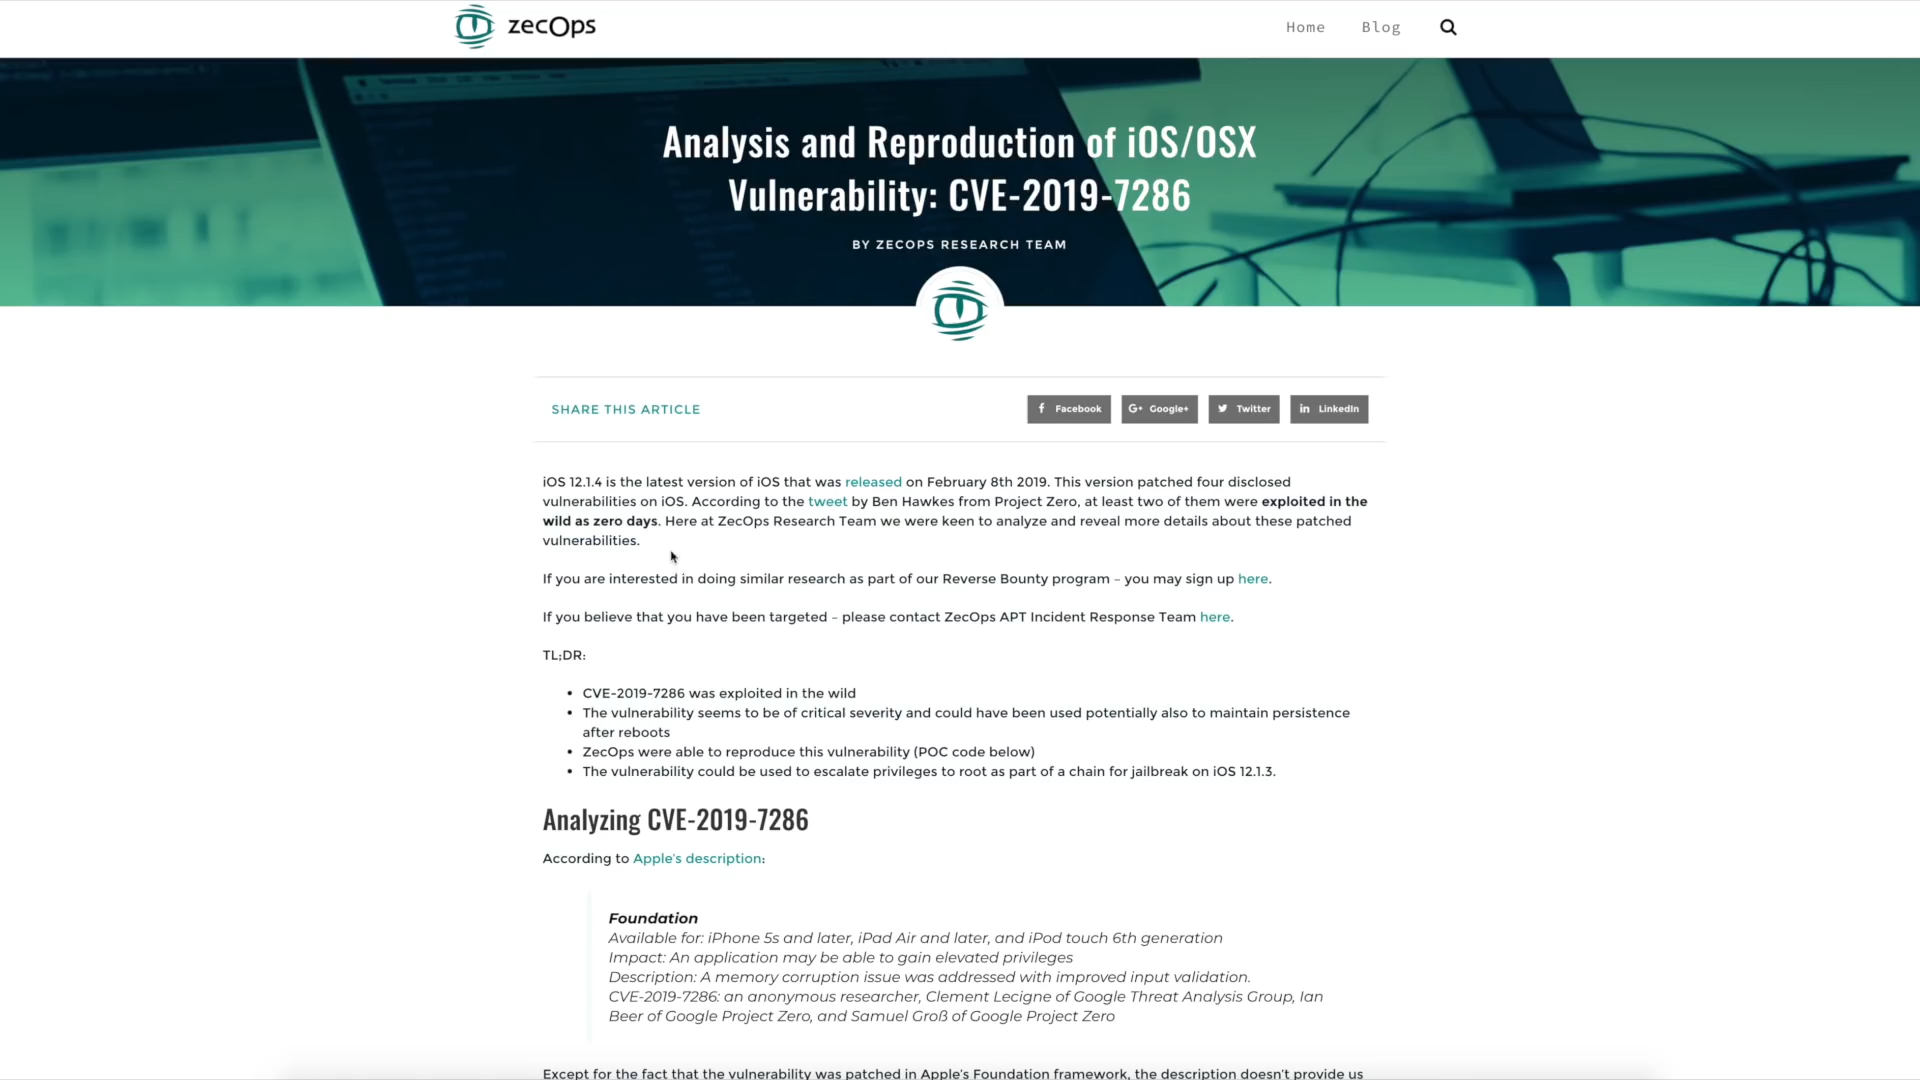 zecOps
Home Blog
Analysis and Reproduction of iOS/OSX
Vulnerability: CVE-2019-7286
BY ZECOPS RESEARCH TEAM
SHARE THIS ARTICLE
Facebook
G+ Google+
Twitter
in LinkedIn
iOS 12.1.4 is the latest version of iOS that was released on February 8th 2019. This version patched four disclosed
vulnerabilities on iOS. According to the tweet by Ben Hawkes from Project Zero, at least two of them were exploited in the
wild as zero days. Here at ZecOps Research Team we were keen to analyze and reveal more details about these patched
vulnerabilities.
If you are interested in doing similar research as part of our Reverse Bounty program – you may sign up here.
If you believe that you have been targeted – please contact ZecOps APT Incident Response Team here.
TL;DR:
• CVE-2019-7286 was exploited in the wild
• The vulnerability seems to be of critical severity and could have been used potentially also to maintain persistence
after reboots
• ZecOps were able to reproduce this vulnerability (POC code below)
• The vulnerability could be used to escalate privileges to root as part of a chain for jailbreak on iOS 12.1.3.
Analyzing CVE-2019-7286
According to Apple's description:
Foundation
Available for: iPhone 5s and later, iPad Air and later, and iPod touch 6th generation
Impact: An application may be able to gain elevated privileges
Description: A memory corruption issue was addressed with improved input validation.
CVE-2019-7286: an anonymous researcher, Clement Lecigne of Google Threat Analysis Group, Ian
Beer of Google Project Zero, and Samuel Groß of Google Project Zero
Except for the fact that the vulnerability was patched in Apple's Foundation framework, the description doesn't provide us